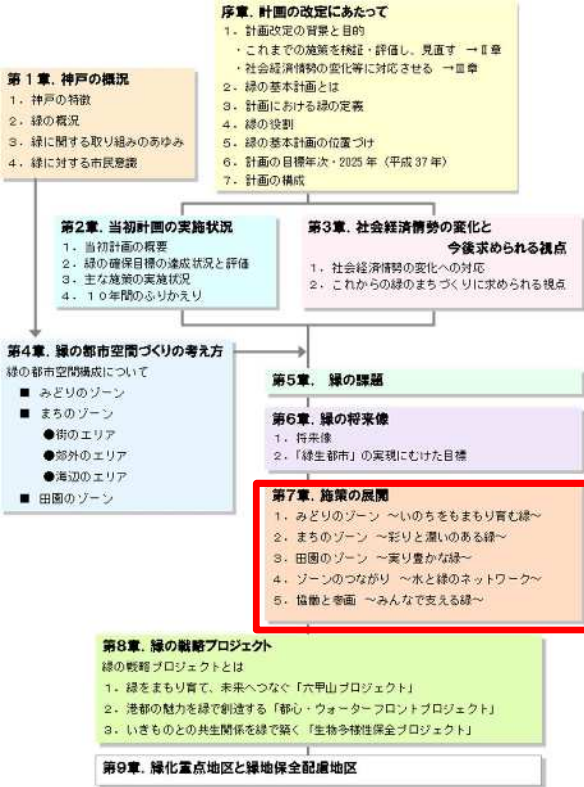 序章. 計画の改定にあたって
1. 計画改定の背景と目的
・これまでの施策を検証・評価し、見直す →Ⅱ章
・社会経済情勢の変化等に対応させる →Ⅲ章
2. 緑の基本計画とは
3. 計画における緑の定義
4. 緑の役割
5. 緑の基本計画の位置づけ
6. 計画の目標年次・2025年（平成37年）
7. 計画の構成
第1章. 神戸の概況
1. 神戸の特徴
2. 緑の概況
3. 緑に関する取り組みのあゆみ
4. 緑に対する市民意識
第2章. 当初計画の実施状況
1. 当初計画の概要
2. 緑の確保目標の達成状況と評価
3. 主な施策の実施状況
4. 10年間のふりかえり
第3章. 社会経済情勢の変化と
今後求められる視点
1. 社会経済情勢の変化への対応
2. これからの緑のまちづくりに求められる視点
第4章. 緑の都市空間づくりの考え方
緑の都市空間構成について
■ みどりのゾーン
■ まちのゾーン
●街のエリア
●郊外のエリア
●海辺のエリア
■ 田園のゾーン
第5章. 緑の課題
第6章. 緑の将来像
1. 将来像
2. 「緑生都市」の実現にむけた目標
第7章. 施策の展開
1. みどりのゾーン ～いのちをもまもり育む緑～
2. まちのゾーン ～彩りと潤いのある緑～
3. 田園のゾーン ～実り豊かな緑～
4. ゾーンのつながり ～水と緑のネットワーク～
5. 協働と参画 ～みんなで支える緑～
第8章. 緑の戦略プロジェクト
緑の戦略プロジェクトとは
1. 緑をまもり育て、未来へつなぐ「六甲山プロジェクト」
2. 港都の魅力を緑で創造する「都心・ウォーターフロントプロジェクト」
3. いきものとの共生関係を緑で築く「生物多様性保全プロジェクト」
第9章. 緑化重点地区と緑地保全配慮地区